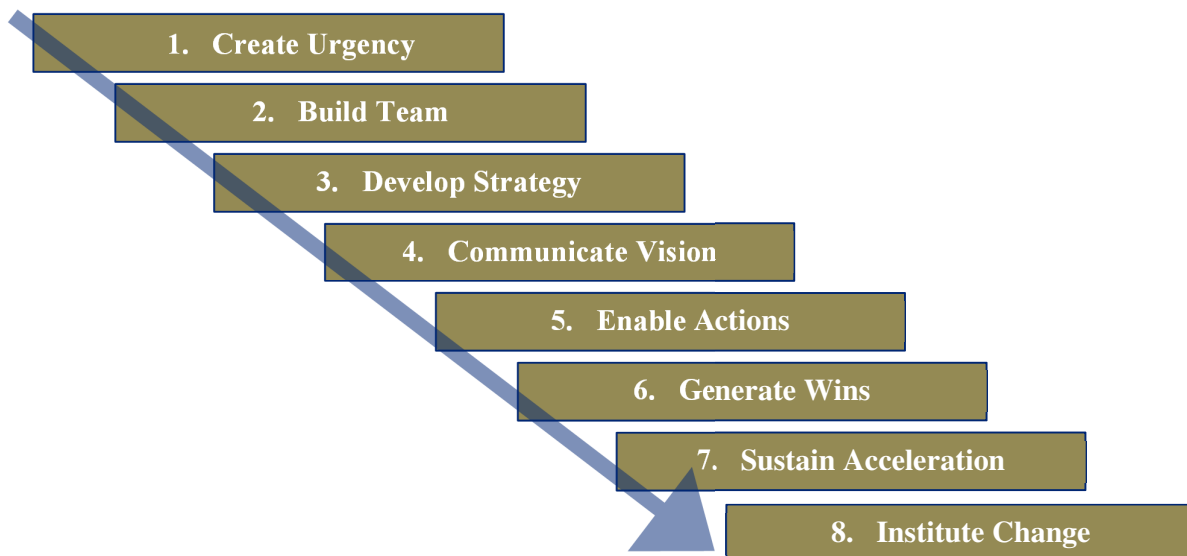 1. Create Urgency
2. Build Team
3. Develop Strategy
4. Communicate Vision
5. Enable Actions
6. Generate Wins
7. Sustain Acceleration
8. Institute Change